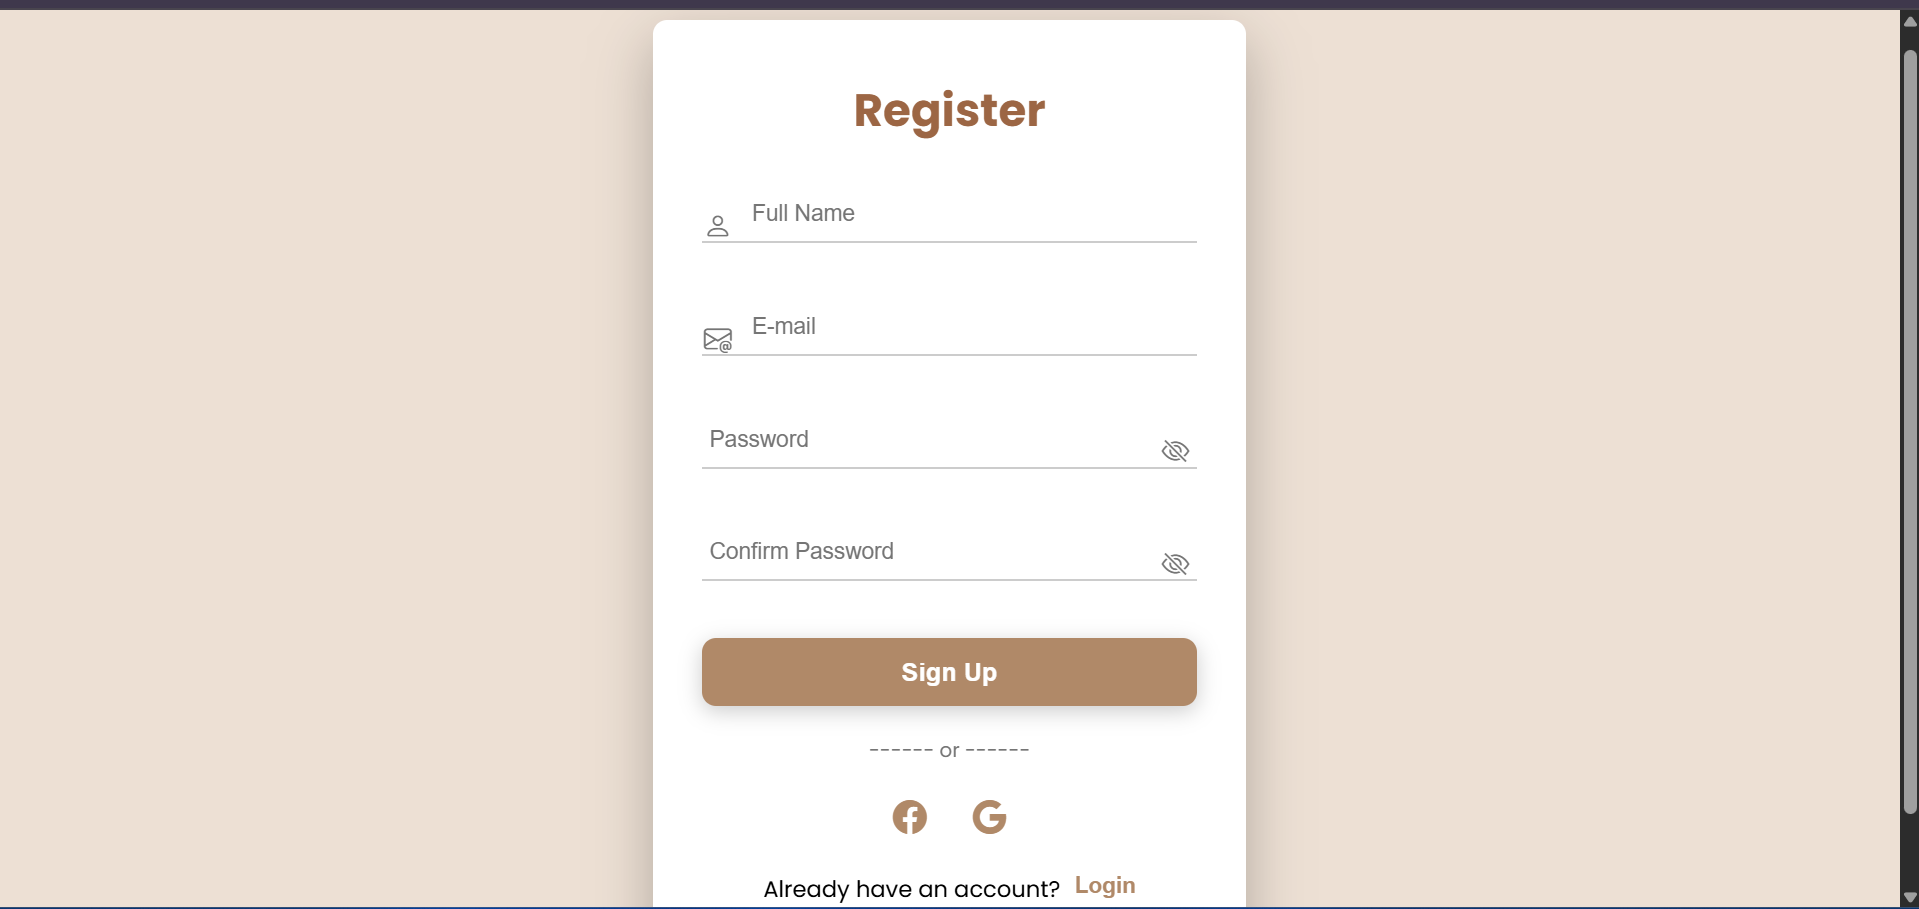 Register
Full Name
E-mail
Password
Confirm Password
Sign Up
------ or ------
Already have an account? Login